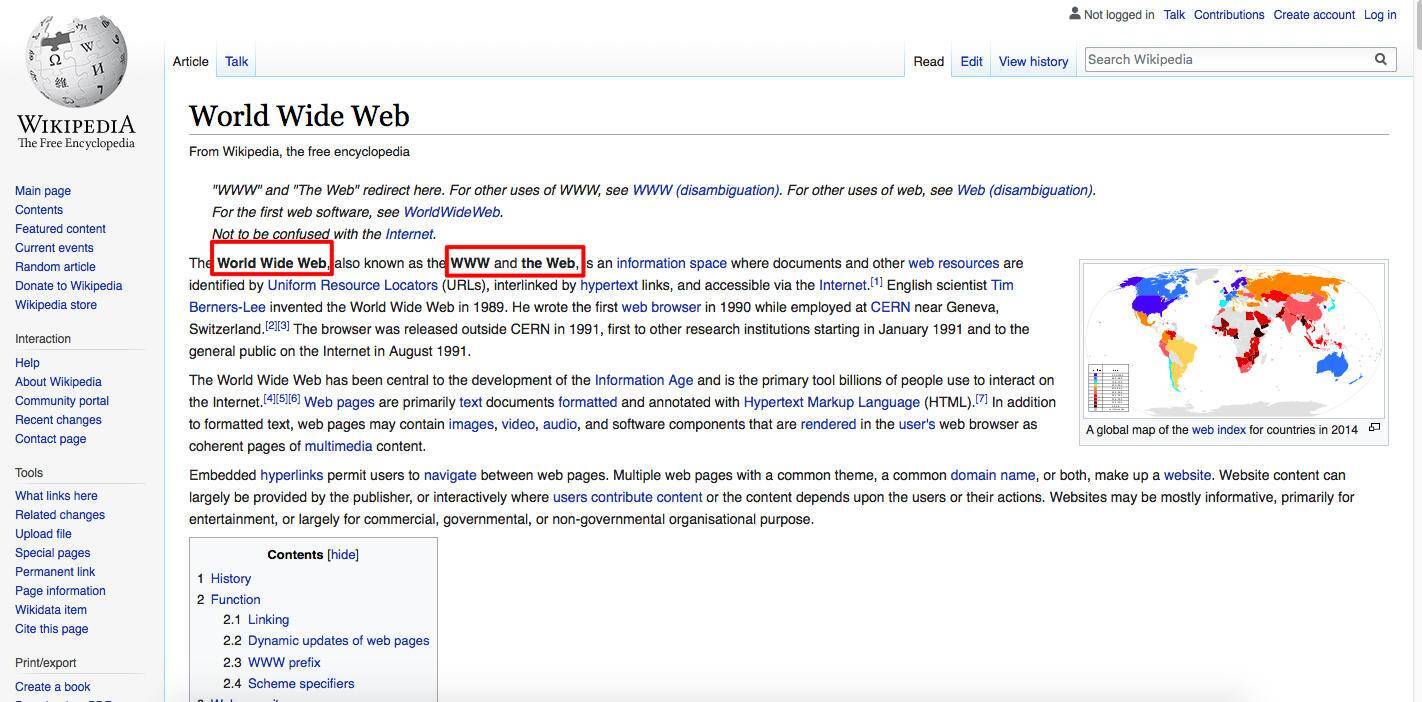 Not logged in Talk Contributions Create account Log in
Article Talk Read Edit View history Search Wikipedia
WIKIPEDIA
The Free Encyclopedia
Main page
Contents
Featured content
Current events
Random article
Donate to Wikipedia
Wikipedia store
Interaction
Help
About Wikipedia
Community portal
Recent changes
Contact page
Tools
What links here
Related changes
Upload file
Special pages
Permanent link
Page information
Wikidata item
Cite this page
Print/export
Create a book
World Wide Web
From Wikipedia, the free encyclopedia
"WWW" and "The Web" redirect here. For other uses of WWW, see WWW (disambiguation). For other uses of web, see Web (disambiguation).
For the first web software, see WorldWideWeb.
Not to be confused with the Internet.
The World Wide Web, also known as the WWW and the Web, is an information space where documents and other web resources are
identified by Uniform Resource Locators (URLs), interlinked by hypertext links, and accessible via the Internet.[1] English scientist Tim
Berners-Lee invented the World Wide Web in 1989. He wrote the first web browser in 1990 while employed at CERN near Geneva,
Switzerland.[2][3] The browser was released outside CERN in 1991, first to other research institutions starting in January 1991 and to the
general public on the Internet in August 1991.
The World Wide Web has been central to the development of the Information Age and is the primary tool billions of people use to interact on
the Internet.[4][5][6] Web pages are primarily text documents formatted and annotated with Hypertext Markup Language (HTML).[7] In addition
to formatted text, web pages may contain images, video, audio, and software components that are rendered in the user's web browser as
coherent pages of multimedia content.
A global map of the web index for countries in 2014
Embedded hyperlinks permit users to navigate between web pages. Multiple web pages with a common theme, a common domain name, or both, make up a website. Website content can
largely be provided by the publisher, or interactively where users contribute content or the content depends upon the users or their actions. Websites may be mostly informative, primarily for
entertainment, or largely for commercial, governmental, or non-governmental organisational purpose.
Contents [hide]
1 History
2 Function
2.1 Linking
2.2 Dynamic updates of web pages
2.3 WWW prefix
2.4 Scheme specifiers